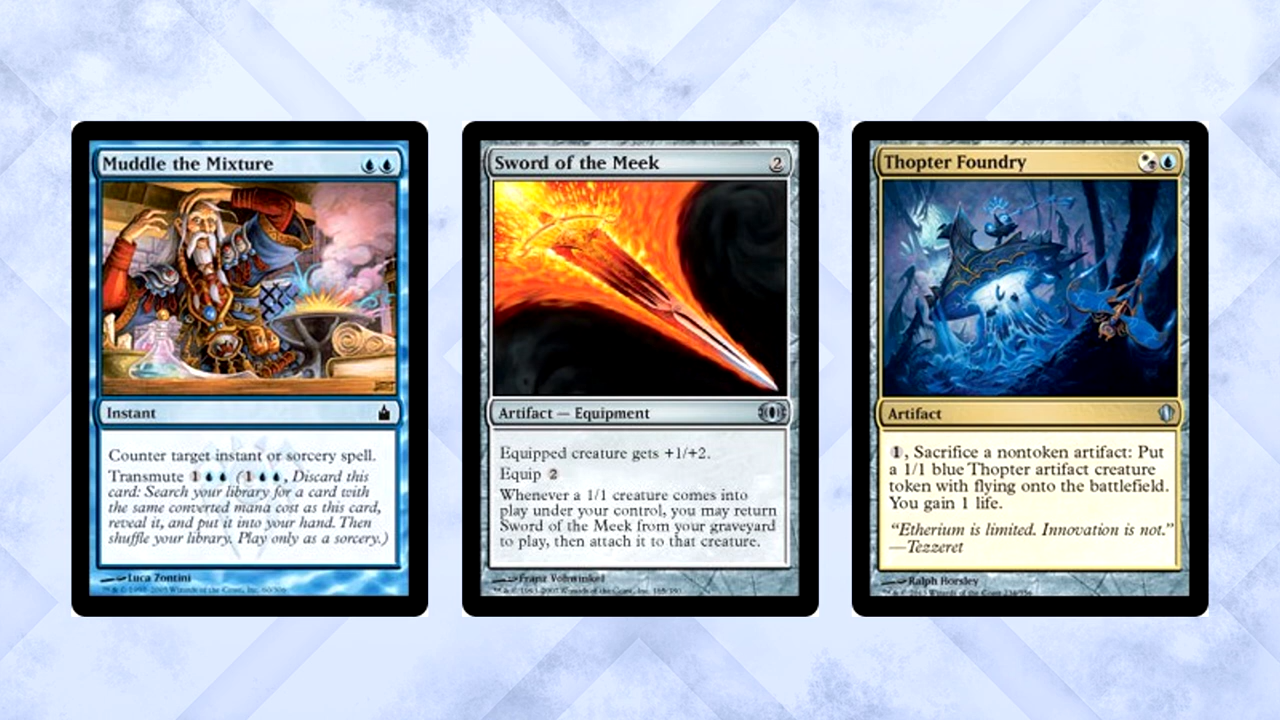 Muddle the Mixture
Instant
Counter target instant or sorcery spell.
Transmute 1 (1, Discard this
card: Search your library for a card with
the same converted mana cost as this card,
reveal it, and put it into your hand. Then
shuffle your library. Play only as a sorcery.)
Luca Zontini
Sword of the Meek
2
Artifact — Equipment
Equipped creature gets +1/+2.
Equip 2
Whenever a 1/1 creature comes into
play under your control, you may return
Sword of the Meek from your graveyard
to play, then attach it to that creature.
Franz Vohwinkel
Thopter Foundry
Artifact
1, Sacrifice a nontoken artifact: Put
a 1/1 blue Thopter artifact creature
token with flying onto the battlefield.
You gain 1 life.
“Etherium is limited. Innovation is not.”
—Tezzeret
Ralph Horsley